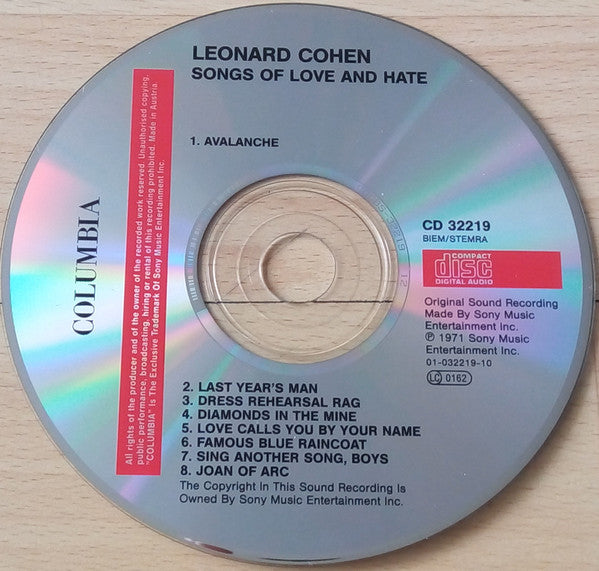 LEONARD COHEN
SONGS OF LOVE AND HATE
1. AVALANCHE
All rights of the producer and of the owner of the recorded work reserved. Unauthorised copying,
public performance, broadcasting, hiring or rental of this recording prohibited. Made in Austria
"COLUMBIA" Is The Exclusive Trademark Of Sony Music Entertainment Inc.
COLUMBIA
CD 32219
BIEM/STEMRA
COMPACT
disc
DIGITAL AUDIO
Original Sound Recording
Made By Sony Music
Entertainment Inc.
℗ 1971 Sony Music
Entertainment Inc.
01-032219-10
LC 0162
2. LAST YEAR'S MAN
3. DRESS REHEARSAL RAG
4. DIAMONDS IN THE MINE
5. LOVE CALLS YOU BY YOUR NAME
6. FAMOUS BLUE RAINCOAT
7. SING ANOTHER SONG, BOYS
8. JOAN OF ARC
The Copyright In This Sound Recording Is
Owned By Sony Music Entertainment Inc.